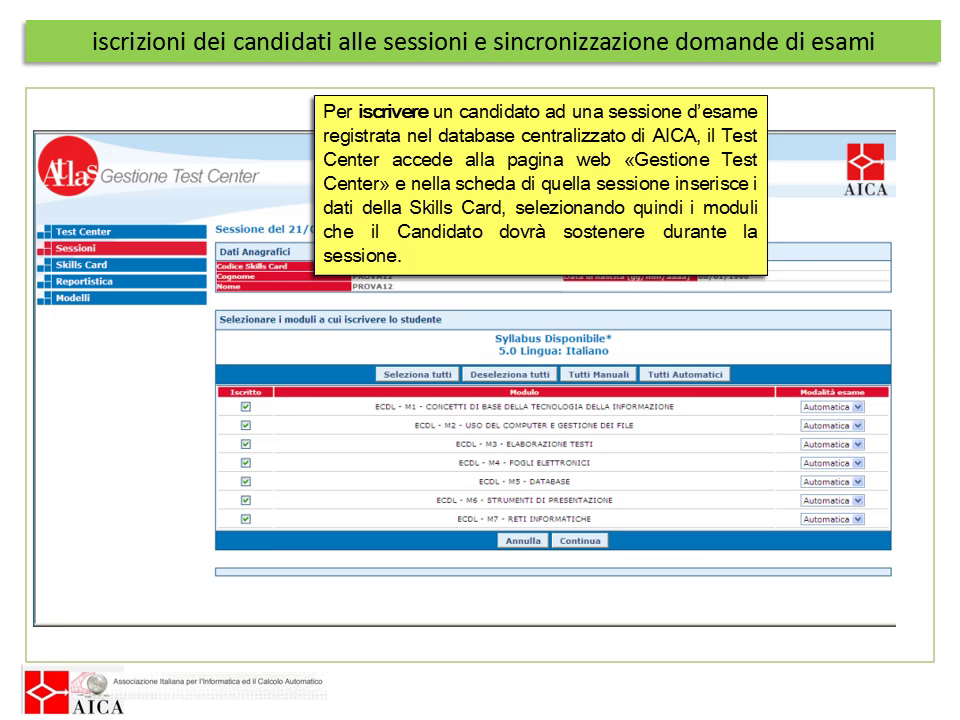 iscrizioni dei candidati alle sessioni e sincronizzazione domande di esami
Per iscrivere un candidato ad una sessione d’esame
registrata nel database centralizzato di AICA, il Test
Center accede alla pagina web «Gestione Test
Center» e nella scheda di quella sessione inserisce i
dati della Skills Card, selezionando quindi i moduli
che il Candidato dovrà sostenere durante la
sessione.
Atlas Gestione Test Center
AICA
Test Center
Sessioni
Skills Card
Reportistica
Modelli
Sessione del 21/
Dati Anagrafici
Codice Skills Card
Cognome PROVA12 Data di nascita (gg/mm/aaaa)
Nome PROVA12
Selezionare i moduli a cui iscrivere lo studente
Syllabus Disponibile*
5.0 Lingua: Italiano
Seleziona tutti Deseleziona tutti Tutti Manuali Tutti Automatici
Iscritto Modulo Modalità esame
ECDL - M1 - CONCETTI DI BASE DELLA TECNOLOGIA DELLA INFORMAZIONE Automatica
ECDL - M2 - USO DEL COMPUTER E GESTIONE DEI FILE Automatica
ECDL - M3 - ELABORAZIONE TESTI Automatica
ECDL - M4 - FOGLI ELETTRONICI Automatica
ECDL - M5 - DATABASE Automatica
ECDL - M6 - STRUMENTI DI PRESENTAZIONE Automatica
ECDL - M7 - RETI INFORMATICHE Automatica
Annulla Continua
Associazione Italiana per l'Informatica ed il Calcolo Automatico
AICA